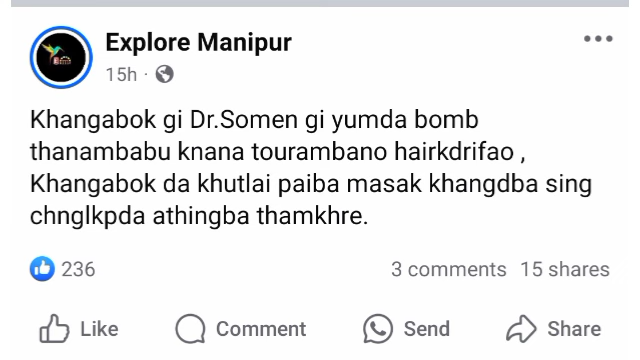 Explore Manipur
15h ·
Khangabok gi Dr.Somen gi yumda bomb
thanambabu knana tourambano hairkdrifao ,
Khangabok da khutlai paiba masak khangdba sing
chnglkpda athingba thamkhre.
236 3 comments 15 shares
Like Comment Send Share